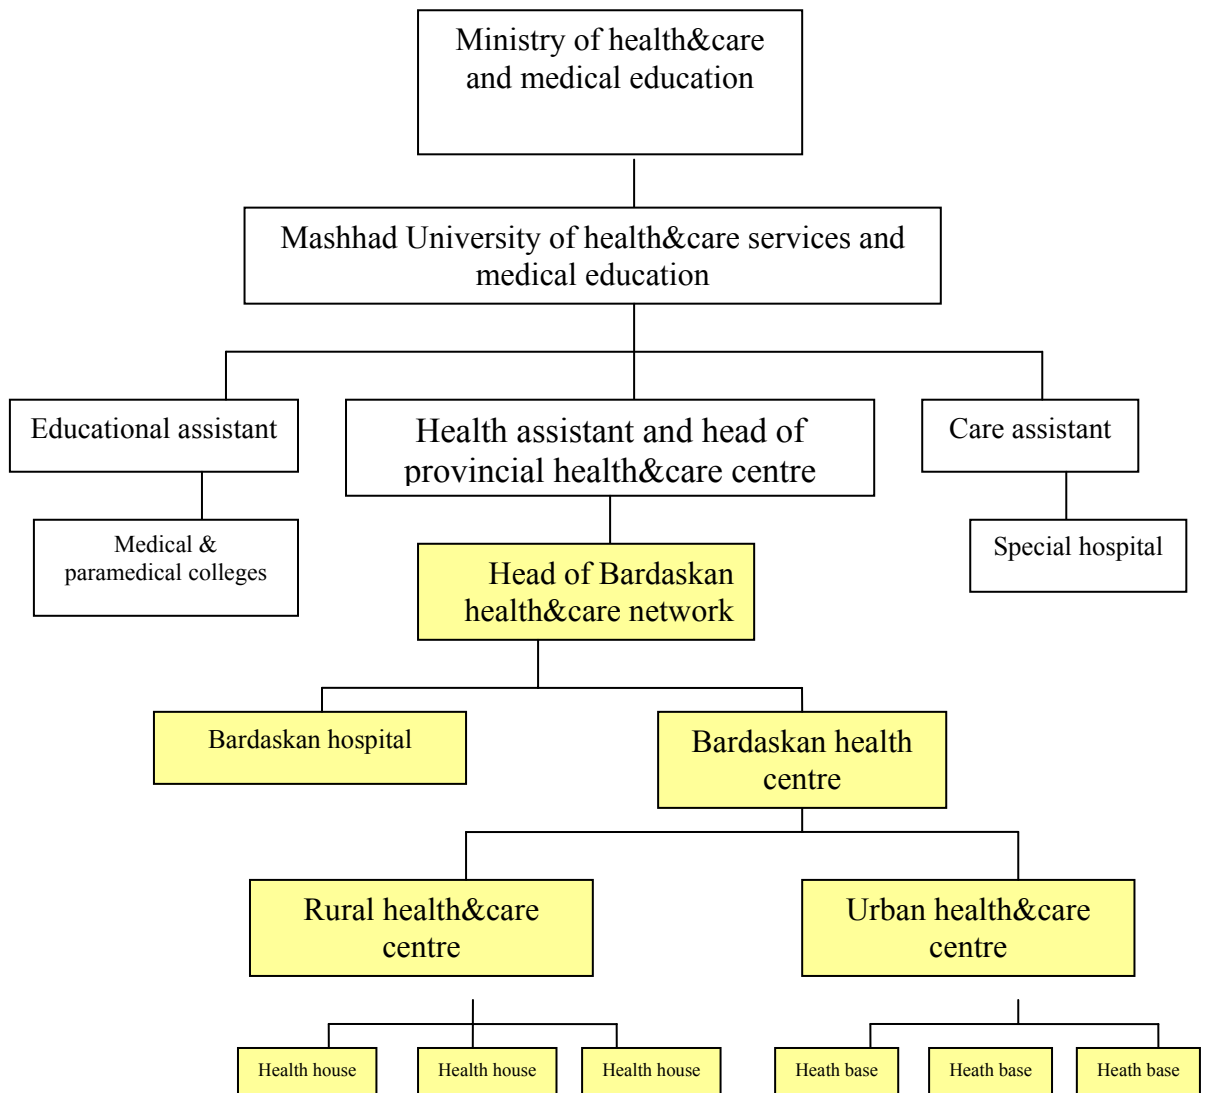 Ministry of health&care
and medical education
Mashhad University of health&care services and
medical education
Educational assistant
Health assistant and head of
provincial health&care centre
Care assistant
Medical &
paramedical colleges
Special hospital
Head of Bardaskan
health&care network
Bardaskan hospital
Bardaskan health
centre
Rural health&care
centre
Urban health&care
centre
Health house
Health house
Health house
Heath base
Heath base
Heath base